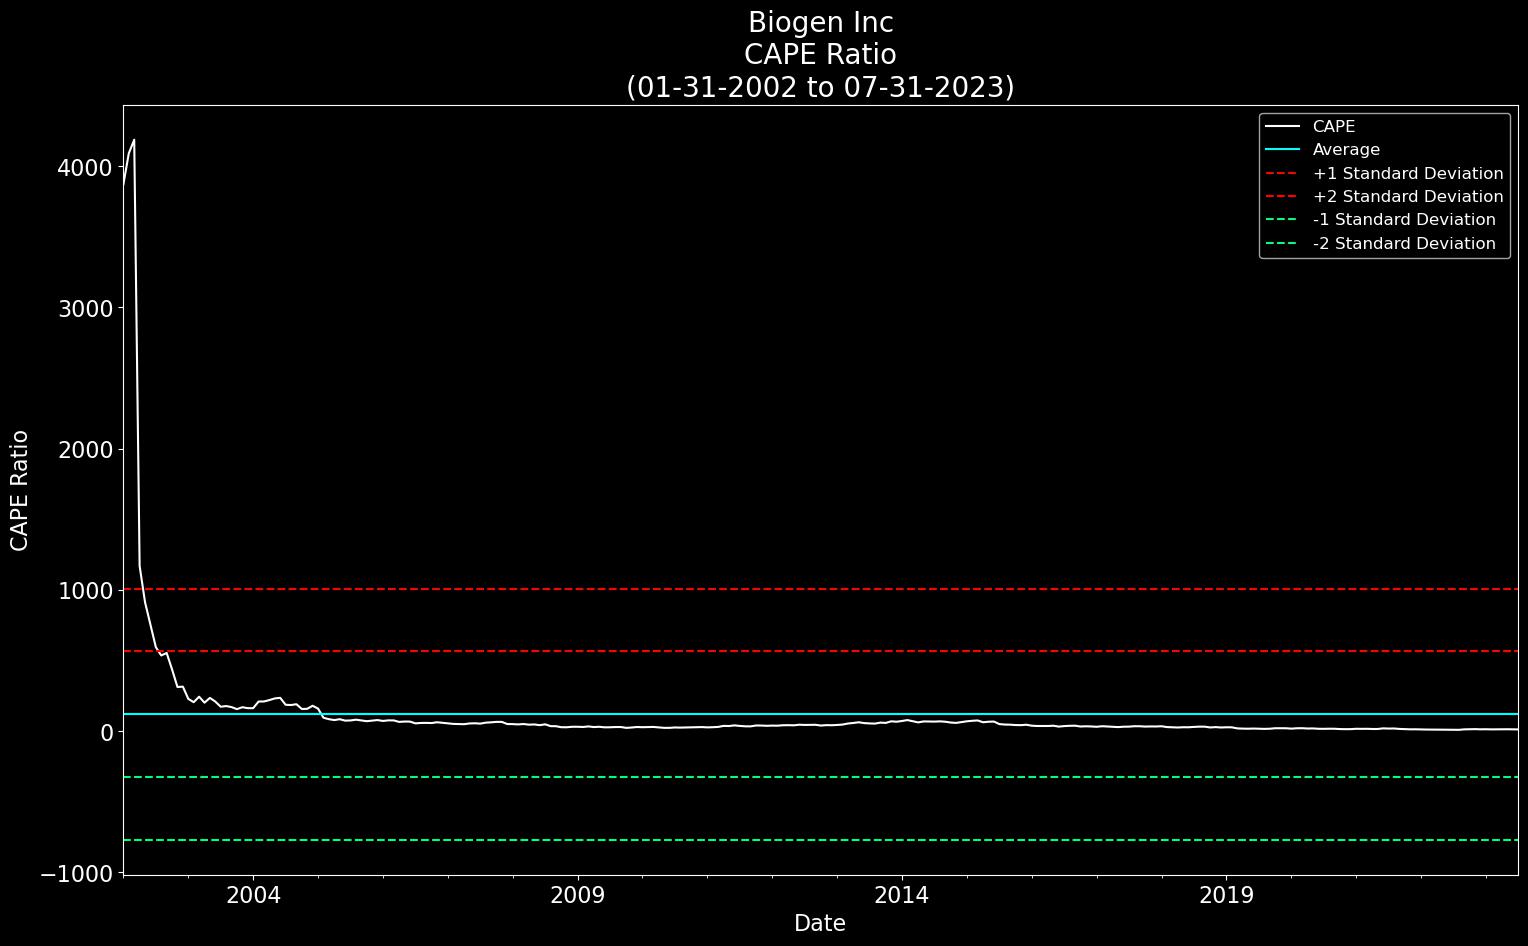 Biogen Inc
CAPE Ratio
(01-31-2002 to 07-31-2023)
CAPE
Average
+1 Standard Deviation
+2 Standard Deviation
-1 Standard Deviation
-2 Standard Deviation
CAPE Ratio
4000
3000
2000
1000
0
−1000
2004
2009
2014
2019
Date